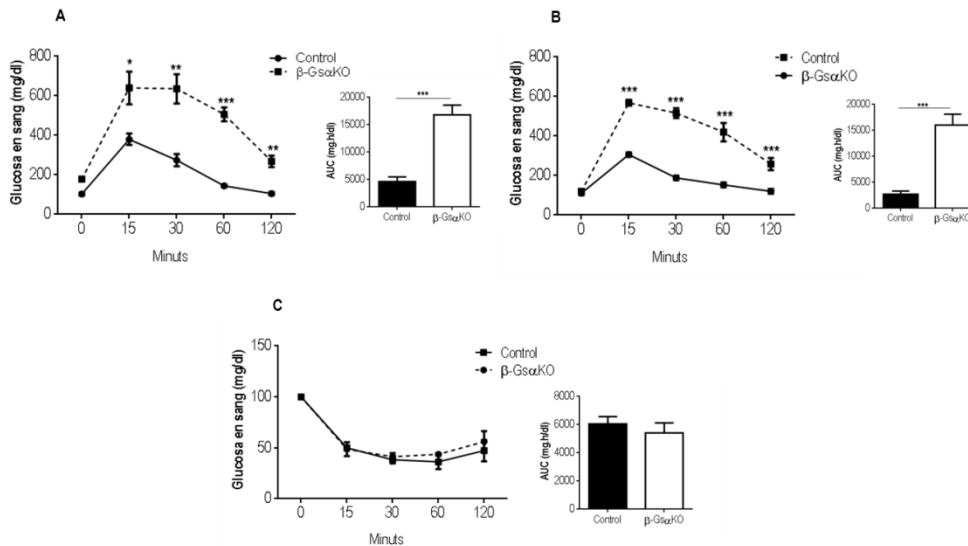 A
Glucosa en sang (mg/dl)
800
600
400
200
0
*
**
***
**
0 15 30 60 120
Minuts
Control
β-GsαKO
AUC (mg.h/dl)
20000
15000
10000
5000
0
***
Control β-GsαKO
B
Glucosa en sang (mg/dl)
800
600
400
200
0
***
***
***
***
0 15 30 60 120
Minuts
Control
β-GsαKO
AUC (mg.h/dl)
20000
15000
10000
5000
0
***
Control β-GsαKO
C
Glucosa en sang (mg/dl)
150
100
50
0
0 15 30 60 120
Minuts
Control
β-GsαKO
AUC (mg.h/dl)
8000
6000
4000
2000
0
Control β-GsαKO